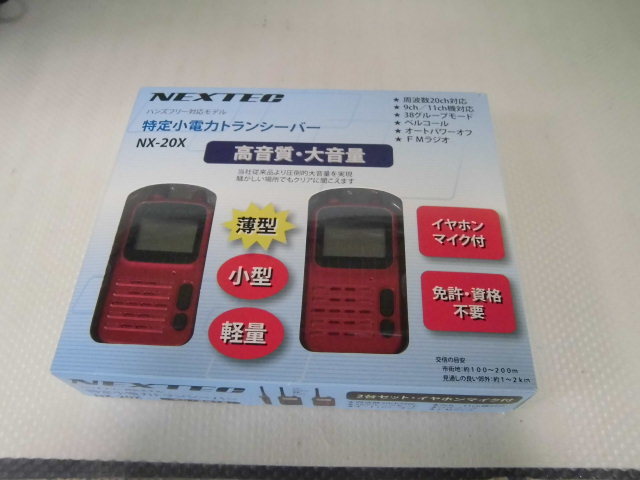 NEXTEC
ハンズフリー対応モデル
特定小電力トランシーバー
NX-20X
★ 周波数20ch対応
★ 9ch／11ch機対応
★ 38グループモード
★ ベルコール
★ オートパワーオフ
★ FMラジオ
高音質・大音量
当社従来品より圧倒的大音量を実現
騒がしい場所でもクリアに聞こえます
薄型
小型
軽量
イヤホン
マイク付
免許・資格
不要
交信の目安
市街地：約100～200m
見通しの良い郊外：約1～2km
NEXTEC
2台セット・イヤホンマイク付